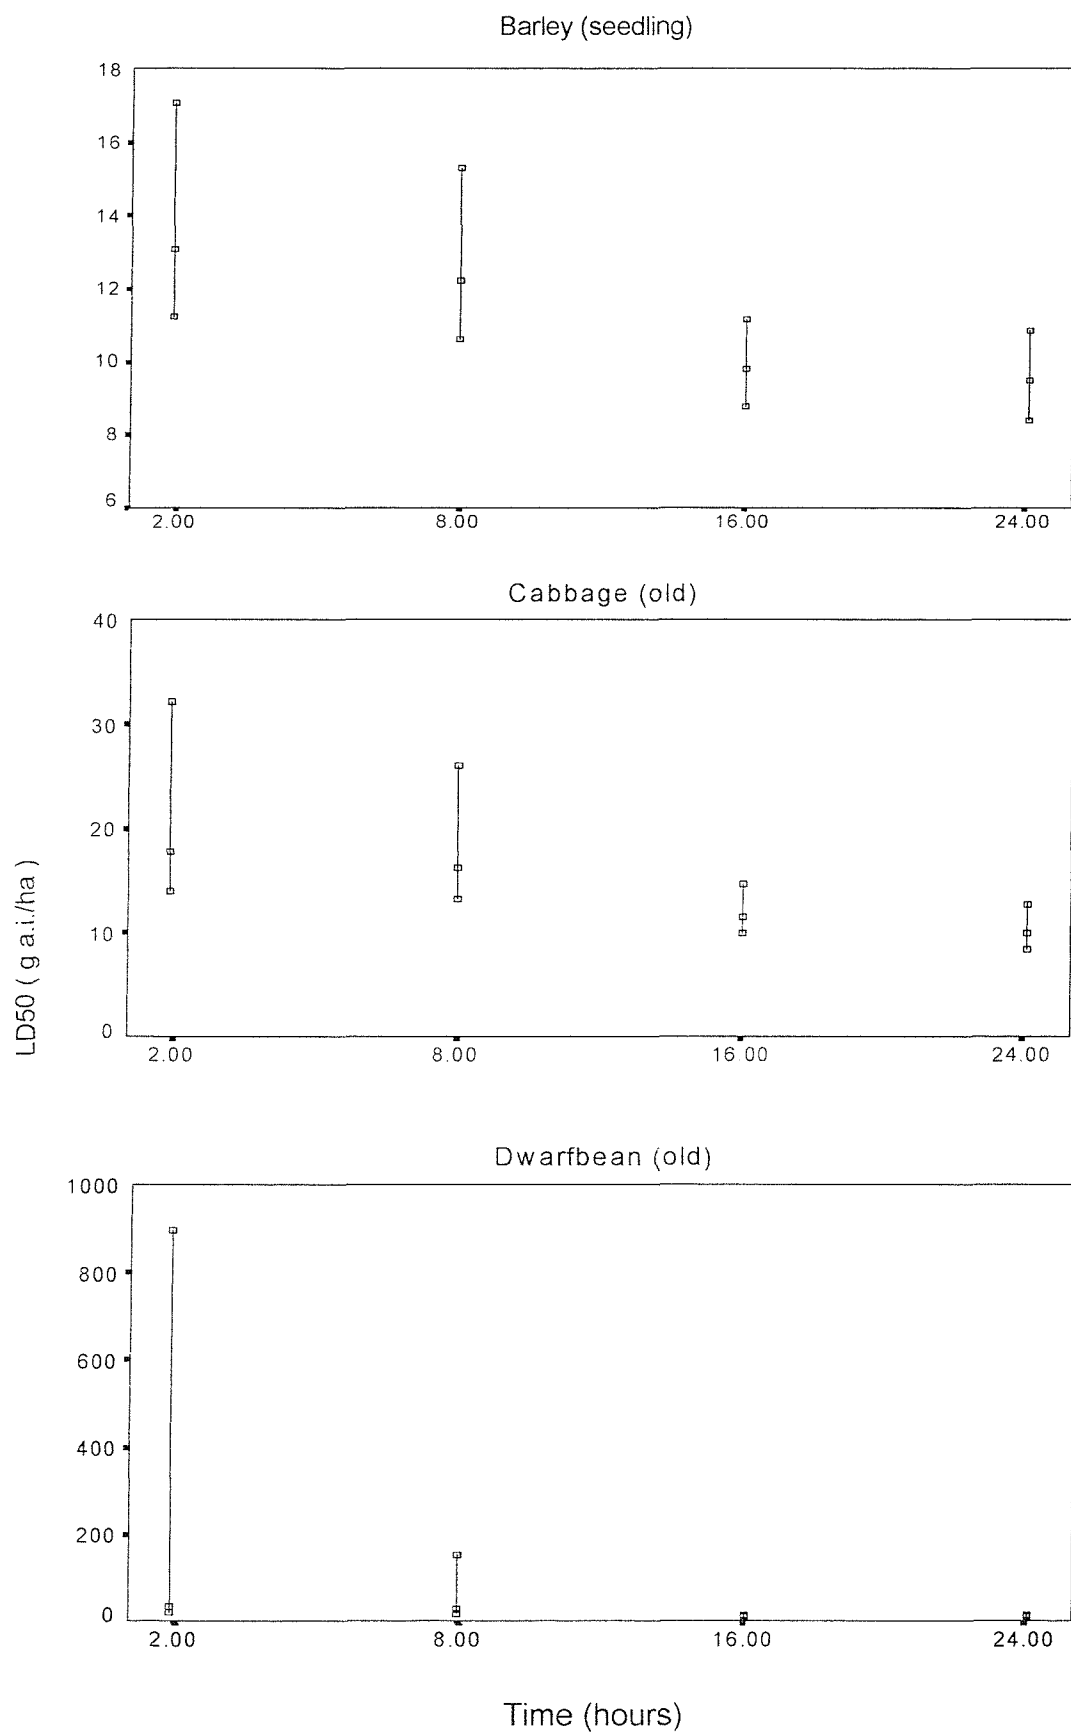 Barley (seedling)
18
16
14
12
10
8
6
2.00 8.00 16.00 24.00
Cabbage (old)
40
30
20
10
0
2.00 8.00 16 00 24.00
LD50 ( g a.i./ha )
Dwarfbean (old)
1000
800
600
400
200
0
2.00 8.00 16.00 24.00
Time (hours)